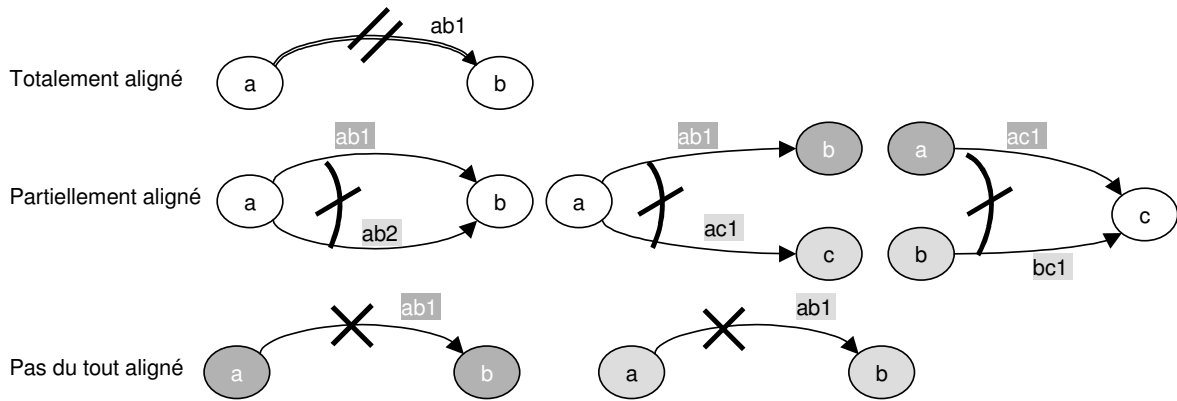 ab1
Totalement aligné a b
ab1 ab1 ac1
b a
Partiellement aligné a b a c
ab2 ac1
c b
bc1
ab1 ab1
Pas du tout aligné a b a b